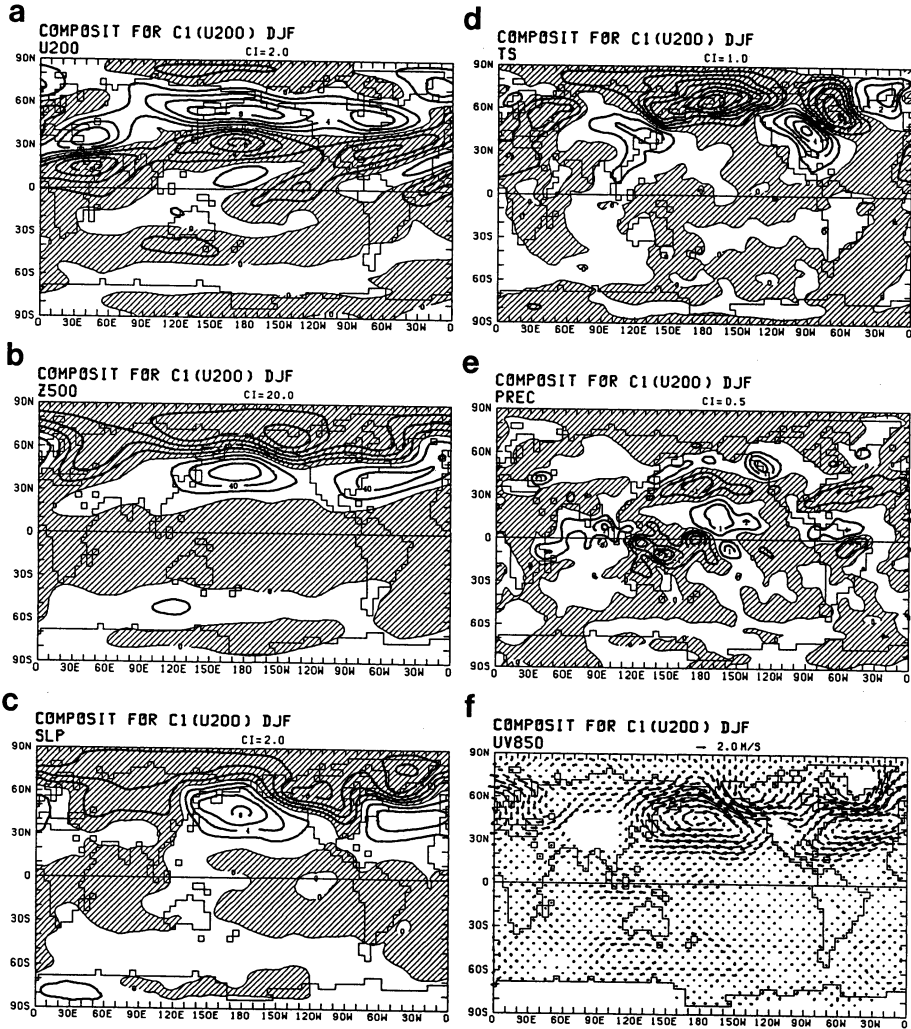 a
COMPOSIT FØR C1(U200) DJF
U200
CI=2.0
90N
60N
30N
0
30S
60S
90S
0 30E 60E 90E 120E 150E 180 150W 120W 90W 60W 30W 0
b
COMPOSIT FØR C1(U200) DJF
Z500
CI=20.0
90N
60N
30N
0
30S
60S
90S
40
40
0 30E 60E 90E 120E 150E 180 150W 120W 90W 60W 30W 0
c
COMPOSIT FØR C1(U200) DJF
SLP
CI=2.0
90N
60N
30N
0
30S
60S
90S
0 30E 60E 90E 120E 150E 180 150W 120W 90W 60W 30W 0
d
COMPOSIT FØR C1(U200) DJF
TS
CI=1.0
90N
60N
30N
0
30S
60S
90S
0 30E 60E 90E 120E 150E 180 150W 120W 90W 60W 30W 0
e
COMPOSIT FØR C1(U200) DJF
PREC
CI=0.5
90N
60N
30N
0
30S
60S
90S
0 30E 60E 90E 120E 150E 180 150W 120W 90W 60W 30W 0
f
COMPOSIT FØR C1(U200) DJF
UV850
→ 2.0M/S
90N
60N
30N
0
30S
60S
90S
0 30E 60E 90E 120E 150E 180 150W 120W 90W 60W 30W 0